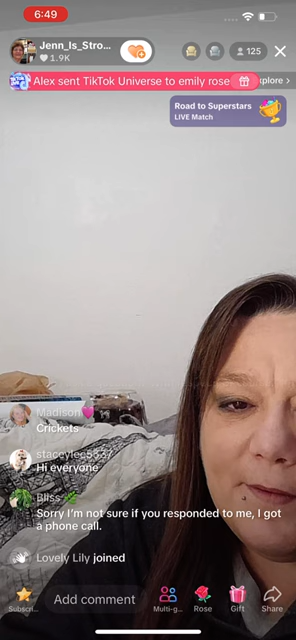 6:49
Jenn_Is_Stro...
1.9K
125
Alex sent TikTok Universe to emily rose
xplore >
Road to Superstars
LIVE Match
Madison
Crickets
Hi everyone
Bliss
Sorry I'm not sure if you responded to me, I got
a phone call.
Lovely Lily joined
Subscri...
Add comment
Multi-g...
Rose
Gift
Share